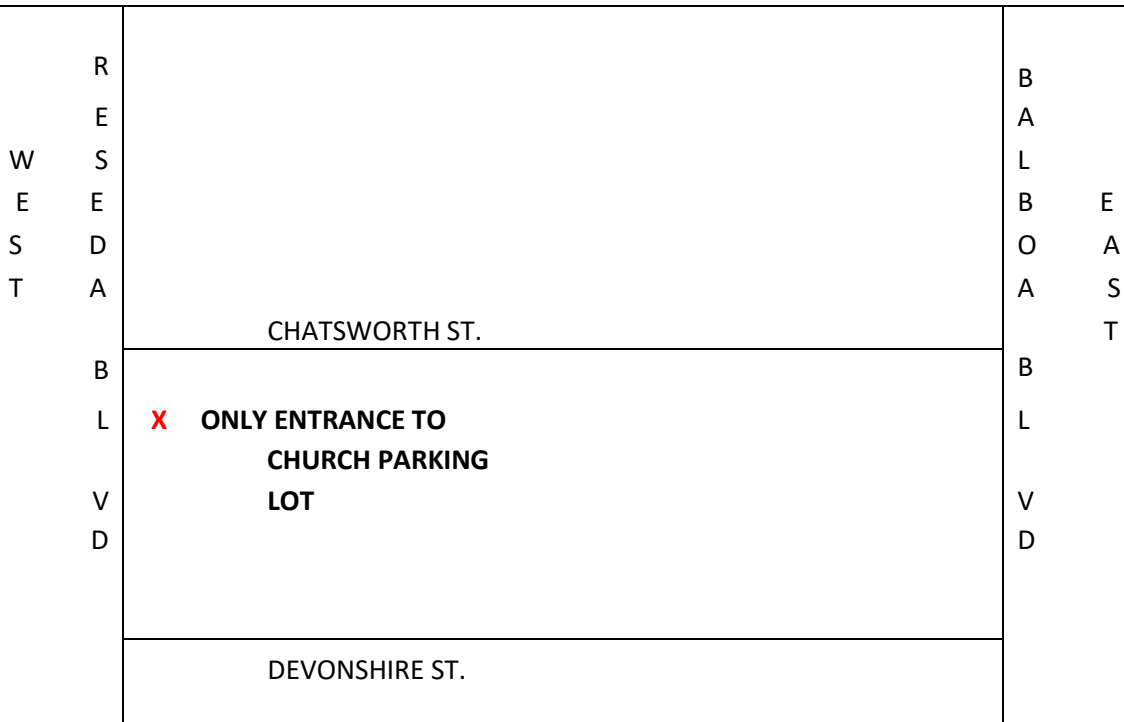 WEST
RESEDA BLVD
CHATSWORTH ST.
X ONLY ENTRANCE TO
CHURCH PARKING
LOT
DEVONSHIRE ST.
BALBOA BLVD
EAST